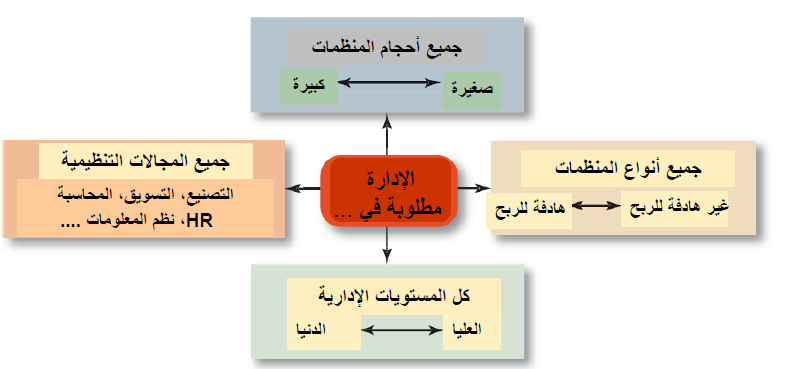 جميع أحجام المنظمات
صغيرة
كبيرة
جميع أنواع المنظمات
غير هادفة للربح
هادفة للربح
الإدارة
مطلوبة في ...
جميع المجالات التنظيمية
التصنيع، التسويق، المحاسبة
HR، نظم المعلومات ....
كل المستويات الإدارية
العليا
الدنيا